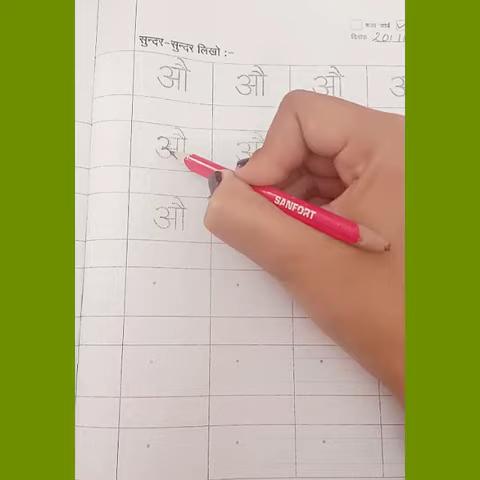 सुन्दर-सुन्दर लिखो :-
औ औ औ
औ औ
औ
SANFORT